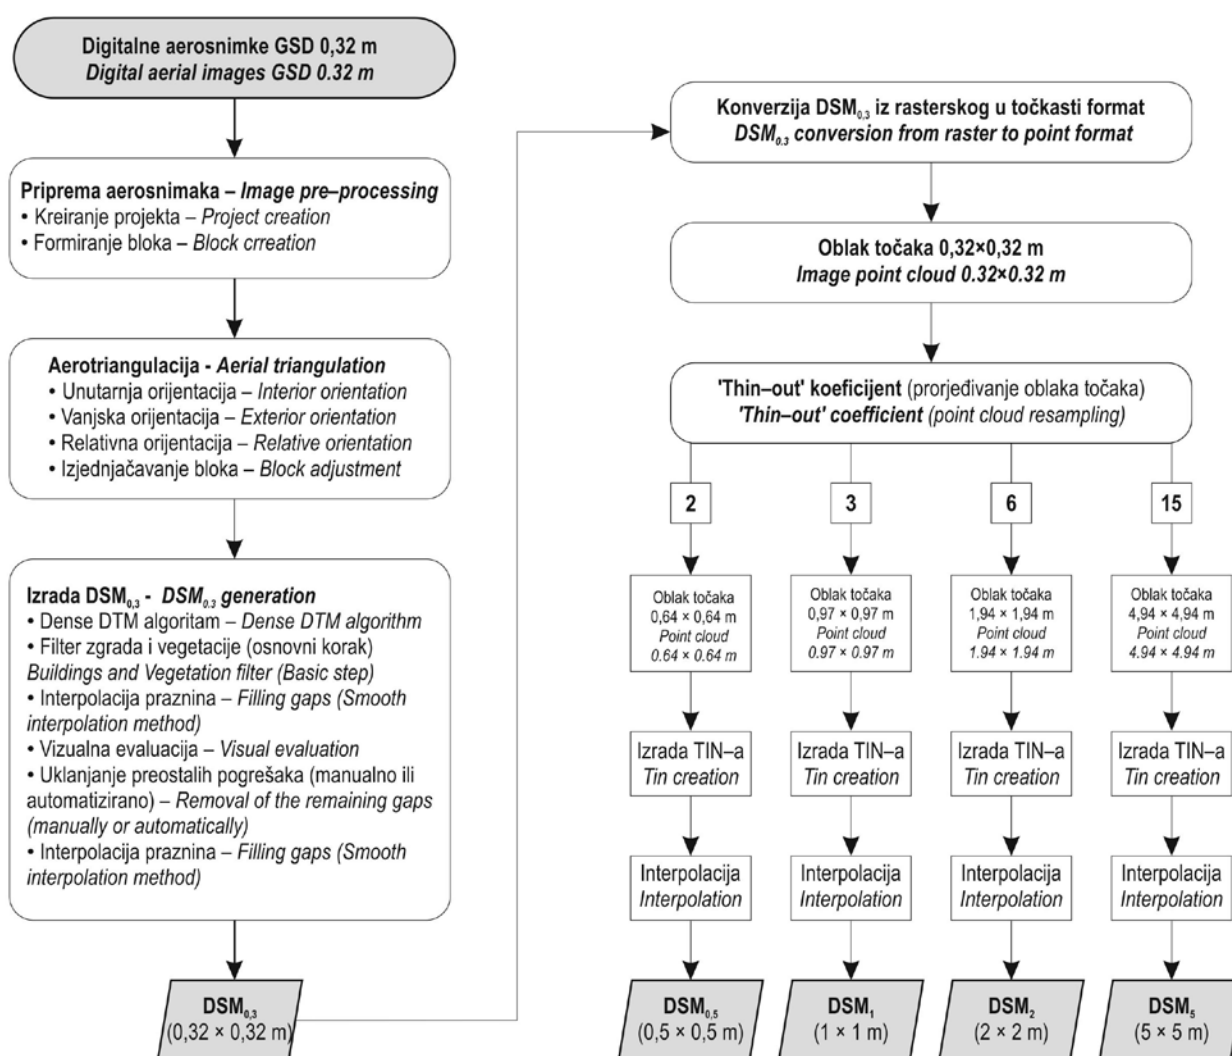 Digitalne aerosnimke GSD 0,32 m
Digital aerial images GSD 0.32 m
Priprema aerosnimaka – Image pre–processing
• Kreiranje projekta – Project creation
• Formiranje bloka – Block crreation
Aerotriangulacija - Aerial triangulation
• Unutarnja orijentacija – Interior orientation
• Vanjska orijentacija – Exterior orientation
• Relativna orijentacija – Relative orientation
• Izjednjačavanje bloka – Block adjustment
Izrada DSM0,3 - DSM0.3 generation
• Dense DTM algoritam – Dense DTM algorithm
• Filter zgrada i vegetacije (osnovni korak)
Buildings and Vegetation filter (Basic step)
• Interpolacija praznina – Filling gaps (Smooth
interpolation method)
• Vizualna evaluacija – Visual evaluation
• Uklanjanje preostalih pogrešaka (manualno ili
automatizirano) – Removal of the remaining gaps
(manually or automatically)
• Interpolacija praznina – Filling gaps (Smooth
interpolation method)
DSM0,3
(0,32 × 0,32 m)
Konverzija DSM0,3 iz rasterskog u točkasti format
DSM0.3 conversion from raster to point format
Oblak točaka 0,32×0,32 m
Image point cloud 0.32×0.32 m
'Thin–out' koeficijent (prorjeđivanje oblaka točaka)
'Thin–out' coefficient (point cloud resampling)
2
3
6
15
Oblak točaka
0,64 × 0,64 m
Point cloud
0.64 × 0.64 m
Oblak točaka
0,97 × 0,97 m
Point cloud
0.97 × 0.97 m
Oblak točaka
1,94 × 1,94 m
Point cloud
1.94 × 1.94 m
Oblak točaka
4,94 × 4,94 m
Point cloud
4.94 × 4.94 m
Izrada TIN–a
Tin creation
Izrada TIN–a
Tin creation
Izrada TIN–a
Tin creation
Izrada TIN–a
Tin creation
Interpolacija
Interpolation
Interpolacija
Interpolation
Interpolacija
Interpolation
Interpolacija
Interpolation
DSM0,5
(0,5 × 0,5 m)
DSM1
(1 × 1 m)
DSM2
(2 × 2 m)
DSM5
(5 × 5 m)